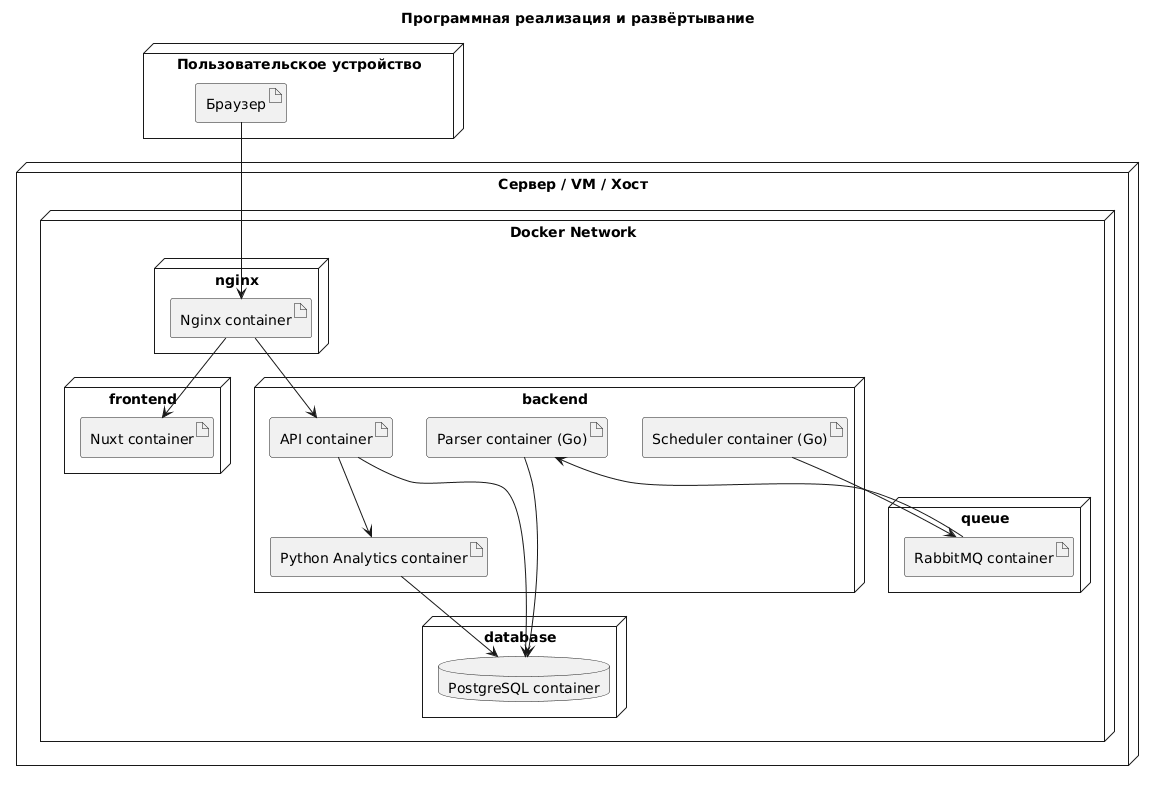 Программная реализация и развёртывание
Пользовательское устройство
Браузер
Сервер / VM / Хост
Docker Network
nginx
Nginx container
frontend
Nuxt container
backend
API container
Parser container (Go)
Scheduler container (Go)
Python Analytics container
queue
RabbitMQ container
database
PostgreSQL container